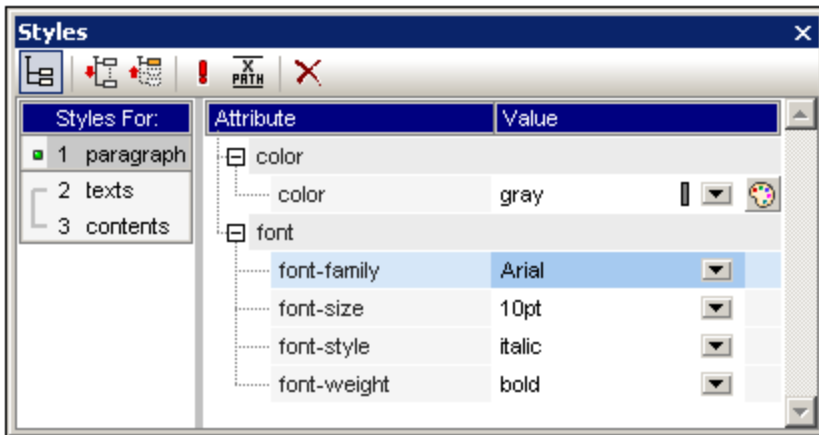 Styles
X
PATH
Styles For: Attribute Value
1 paragraph color
color gray
2 texts
3 contents font
font-family Arial
font-size 10pt
font-style italic
font-weight bold